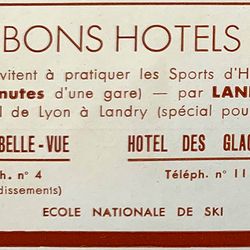 BONS HOTELS
vitent à pratiquer les Sports d'H
minutes d'une gare) — par LAN
l de Lyon à Landry (spécial pou
BELLE-VUE HOTEL DES GLAC
h. n° 4 Téléph. n° 11
dissements)
ECOLE NATIONALE DE SKI